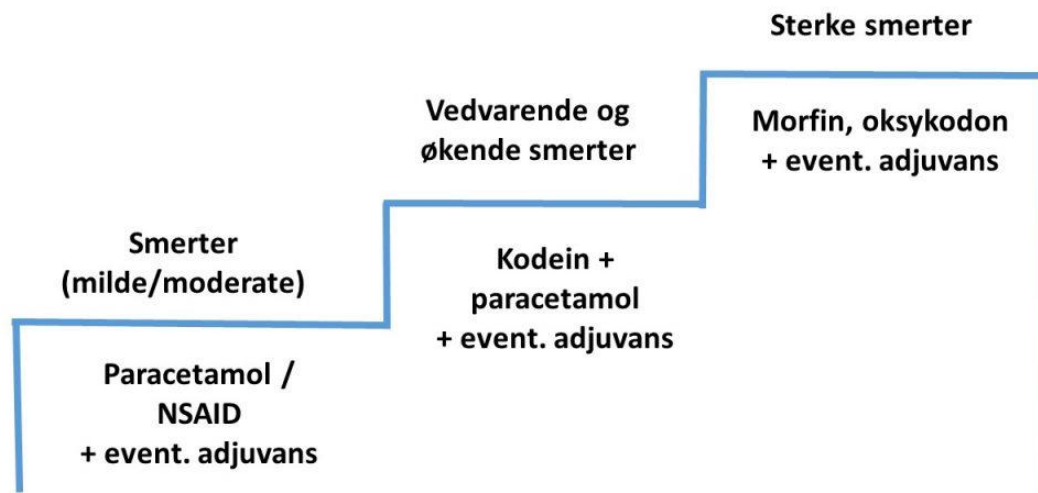 Sterke smerter
Morfin, oksykodon
+ event. adjuvans
Vedvarende og
økende smerter
Kodein +
paracetamol
+ event. adjuvans
Smerter
(milde/moderate)
Paracetamol /
NSAID
+ event. adjuvans